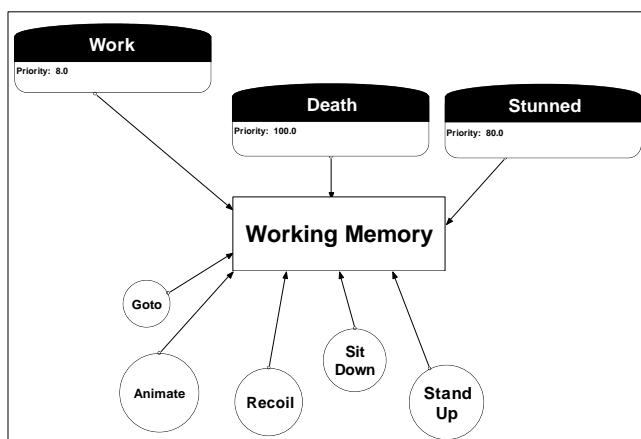 Work
Priority: 8.0
Death
Priority: 100.0
Stunned
Priority: 80.0
Working Memory
Goto
Animate
Recoil
Sit
Down
Stand
Up